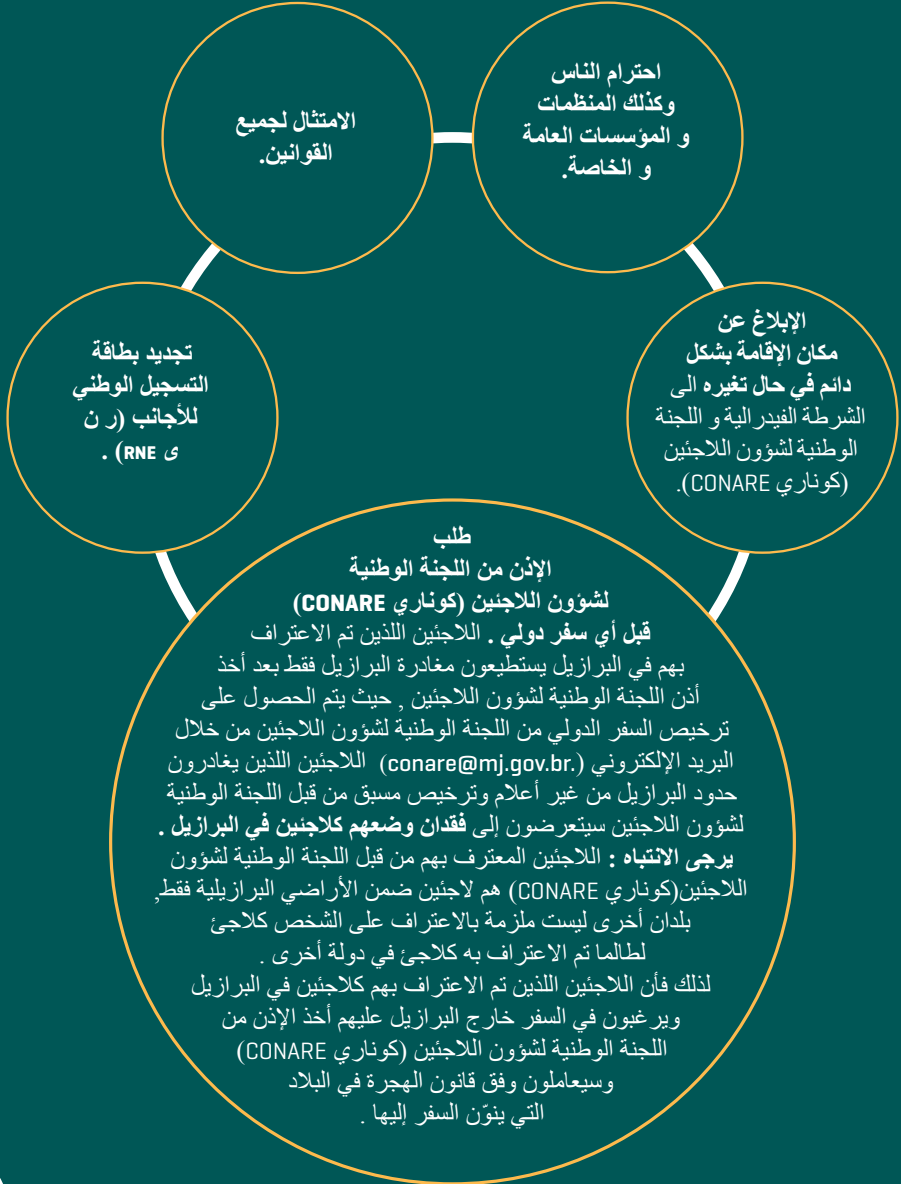 احترام الناس
وكذلك المنظمات
و المؤسسات العامة
و الخاصة.
الامتثال لجميع
القوانين.
الإبلاغ عن
مكان الإقامة بشكل
دائم في حال تغيره الى
الشرطة الفيدرالية و اللجنة
الوطنية لشؤون اللاجئين
(كوناري CONARE).
تجديد بطاقة
التسجيل الوطني
للأجانب (ر ن
ى RNE) .
طلب
الإذن من اللجنة الوطنية
لشؤون اللاجئين (كوناري CONARE)
قبل أي سفر دولي . اللاجئين اللذين تم الاعتراف
بهم في البرازيل يستطيعون مغادرة البرازيل فقط بعد أخذ
أذن اللجنة الوطنية لشؤون اللاجئين , حيث يتم الحصول على
ترخيص السفر الدولي من اللجنة الوطنية لشؤون اللاجئين من خلال
البريد الإلكتروني (conare@mj.gov.br.) اللاجئين اللذين يغادرون
حدود البرازيل من غير أعلام وترخيص مسبق من قبل اللجنة الوطنية
لشؤون اللاجئين سيتعرضون إلى فقدان وضعهم كلاجئين في البرازيل .
يرجى الانتباه : اللاجئين المعترف بهم من قبل اللجنة الوطنية لشؤون
اللاجئين(كوناري CONARE) هم لاجئين ضمن الأراضي البرازيلية فقط,
بلدان أخرى ليست ملزمة بالاعتراف على الشخص كلاجئ
لطالما تم الاعتراف به كلاجئ في دولة أخرى .
لذلك فأن اللاجئين اللذين تم الاعتراف بهم كلاجئين في البرازيل
ويرغبون في السفر خارج البرازيل عليهم أخذ الإذن من
اللجنة الوطنية لشؤون اللاجئين (كوناري CONARE)
وسيعاملون وفق قانون الهجرة في البلاد
التي ينوّن السفر إليها .